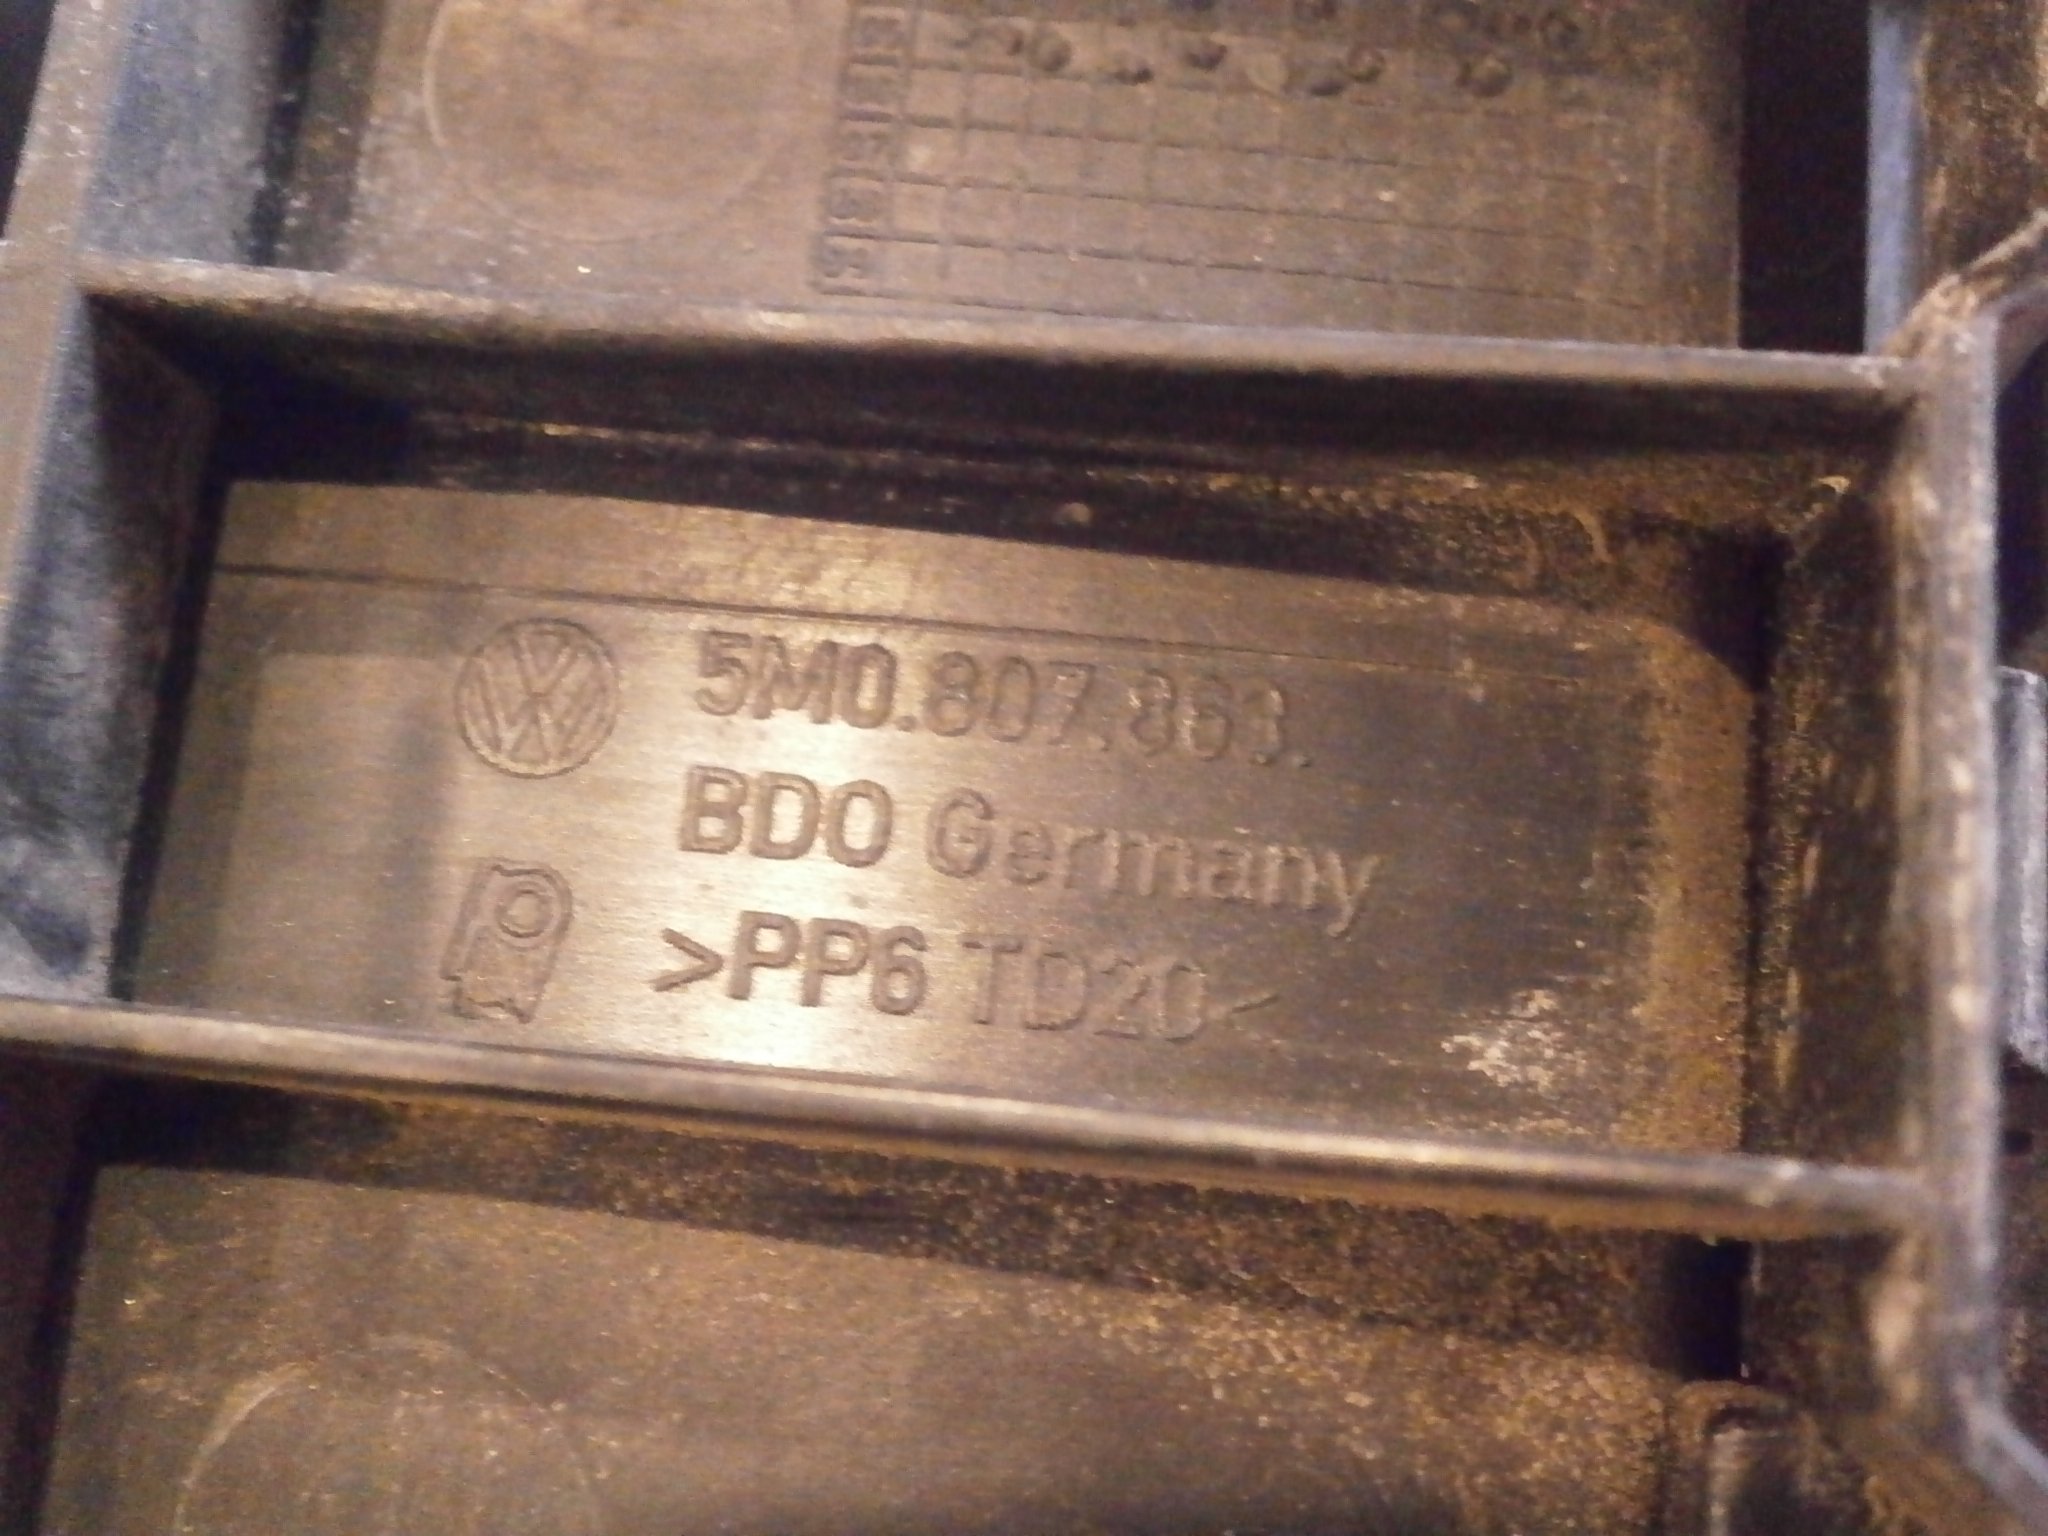 5M0.807.863.
BDO Germany
>PP6 TD20<